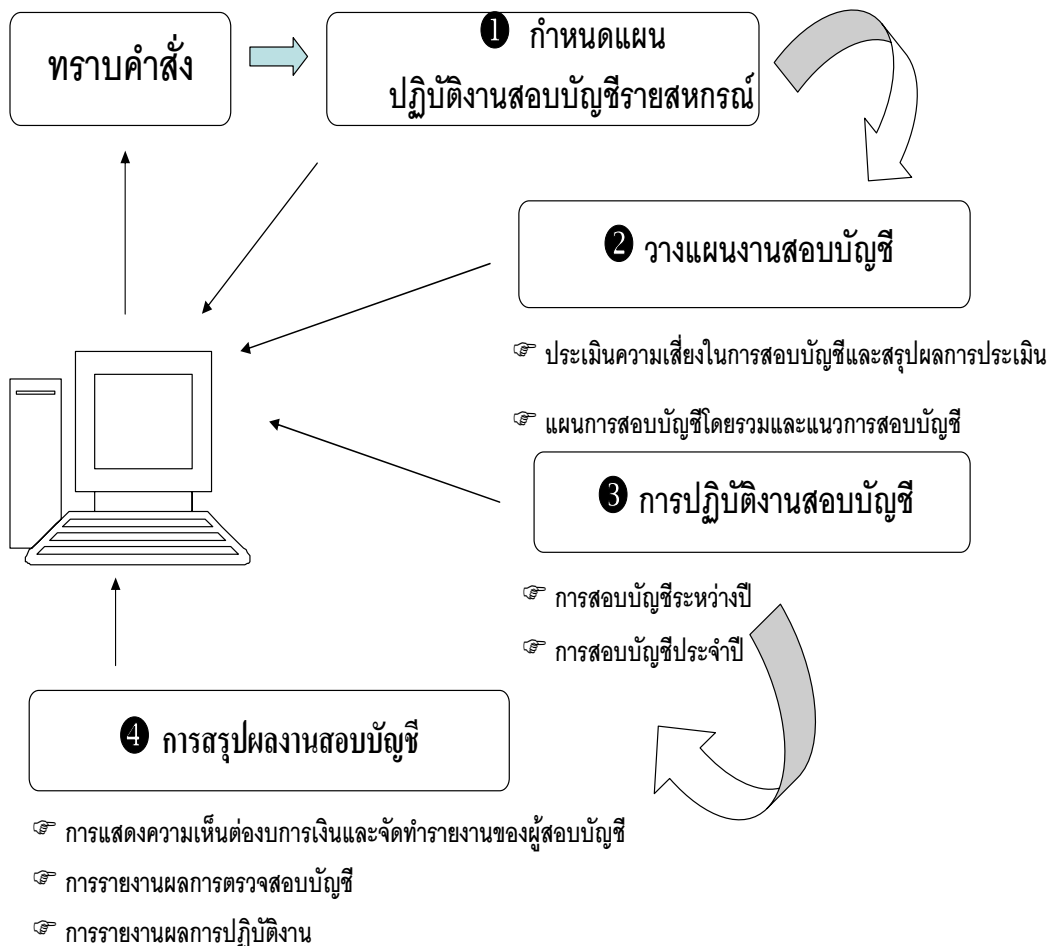 ทราบคำสั่ง
❶ กำหนดแผน
ปฏิบัติงานสอบบัญชีรายสหกรณ์
❷ วางแผนงานสอบบัญชี
☞ ประเมินความเสี่ยงในการสอบบัญชีและสรุปผลการประเมิน
☞ แผนการสอบบัญชีโดยรวมและแนวการสอบบัญชี
❸ การปฏิบัติงานสอบบัญชี
☞ การสอบบัญชีระหว่างปี
☞ การสอบบัญชีประจำปี
❹ การสรุปผลงานสอบบัญชี
☞ การแสดงความเห็นต่องบการเงินและจัดทำรายงานของผู้สอบบัญชี
☞ การรายงานผลการตรวจสอบบัญชี
☞ การรายงานผลการปฏิบัติงาน